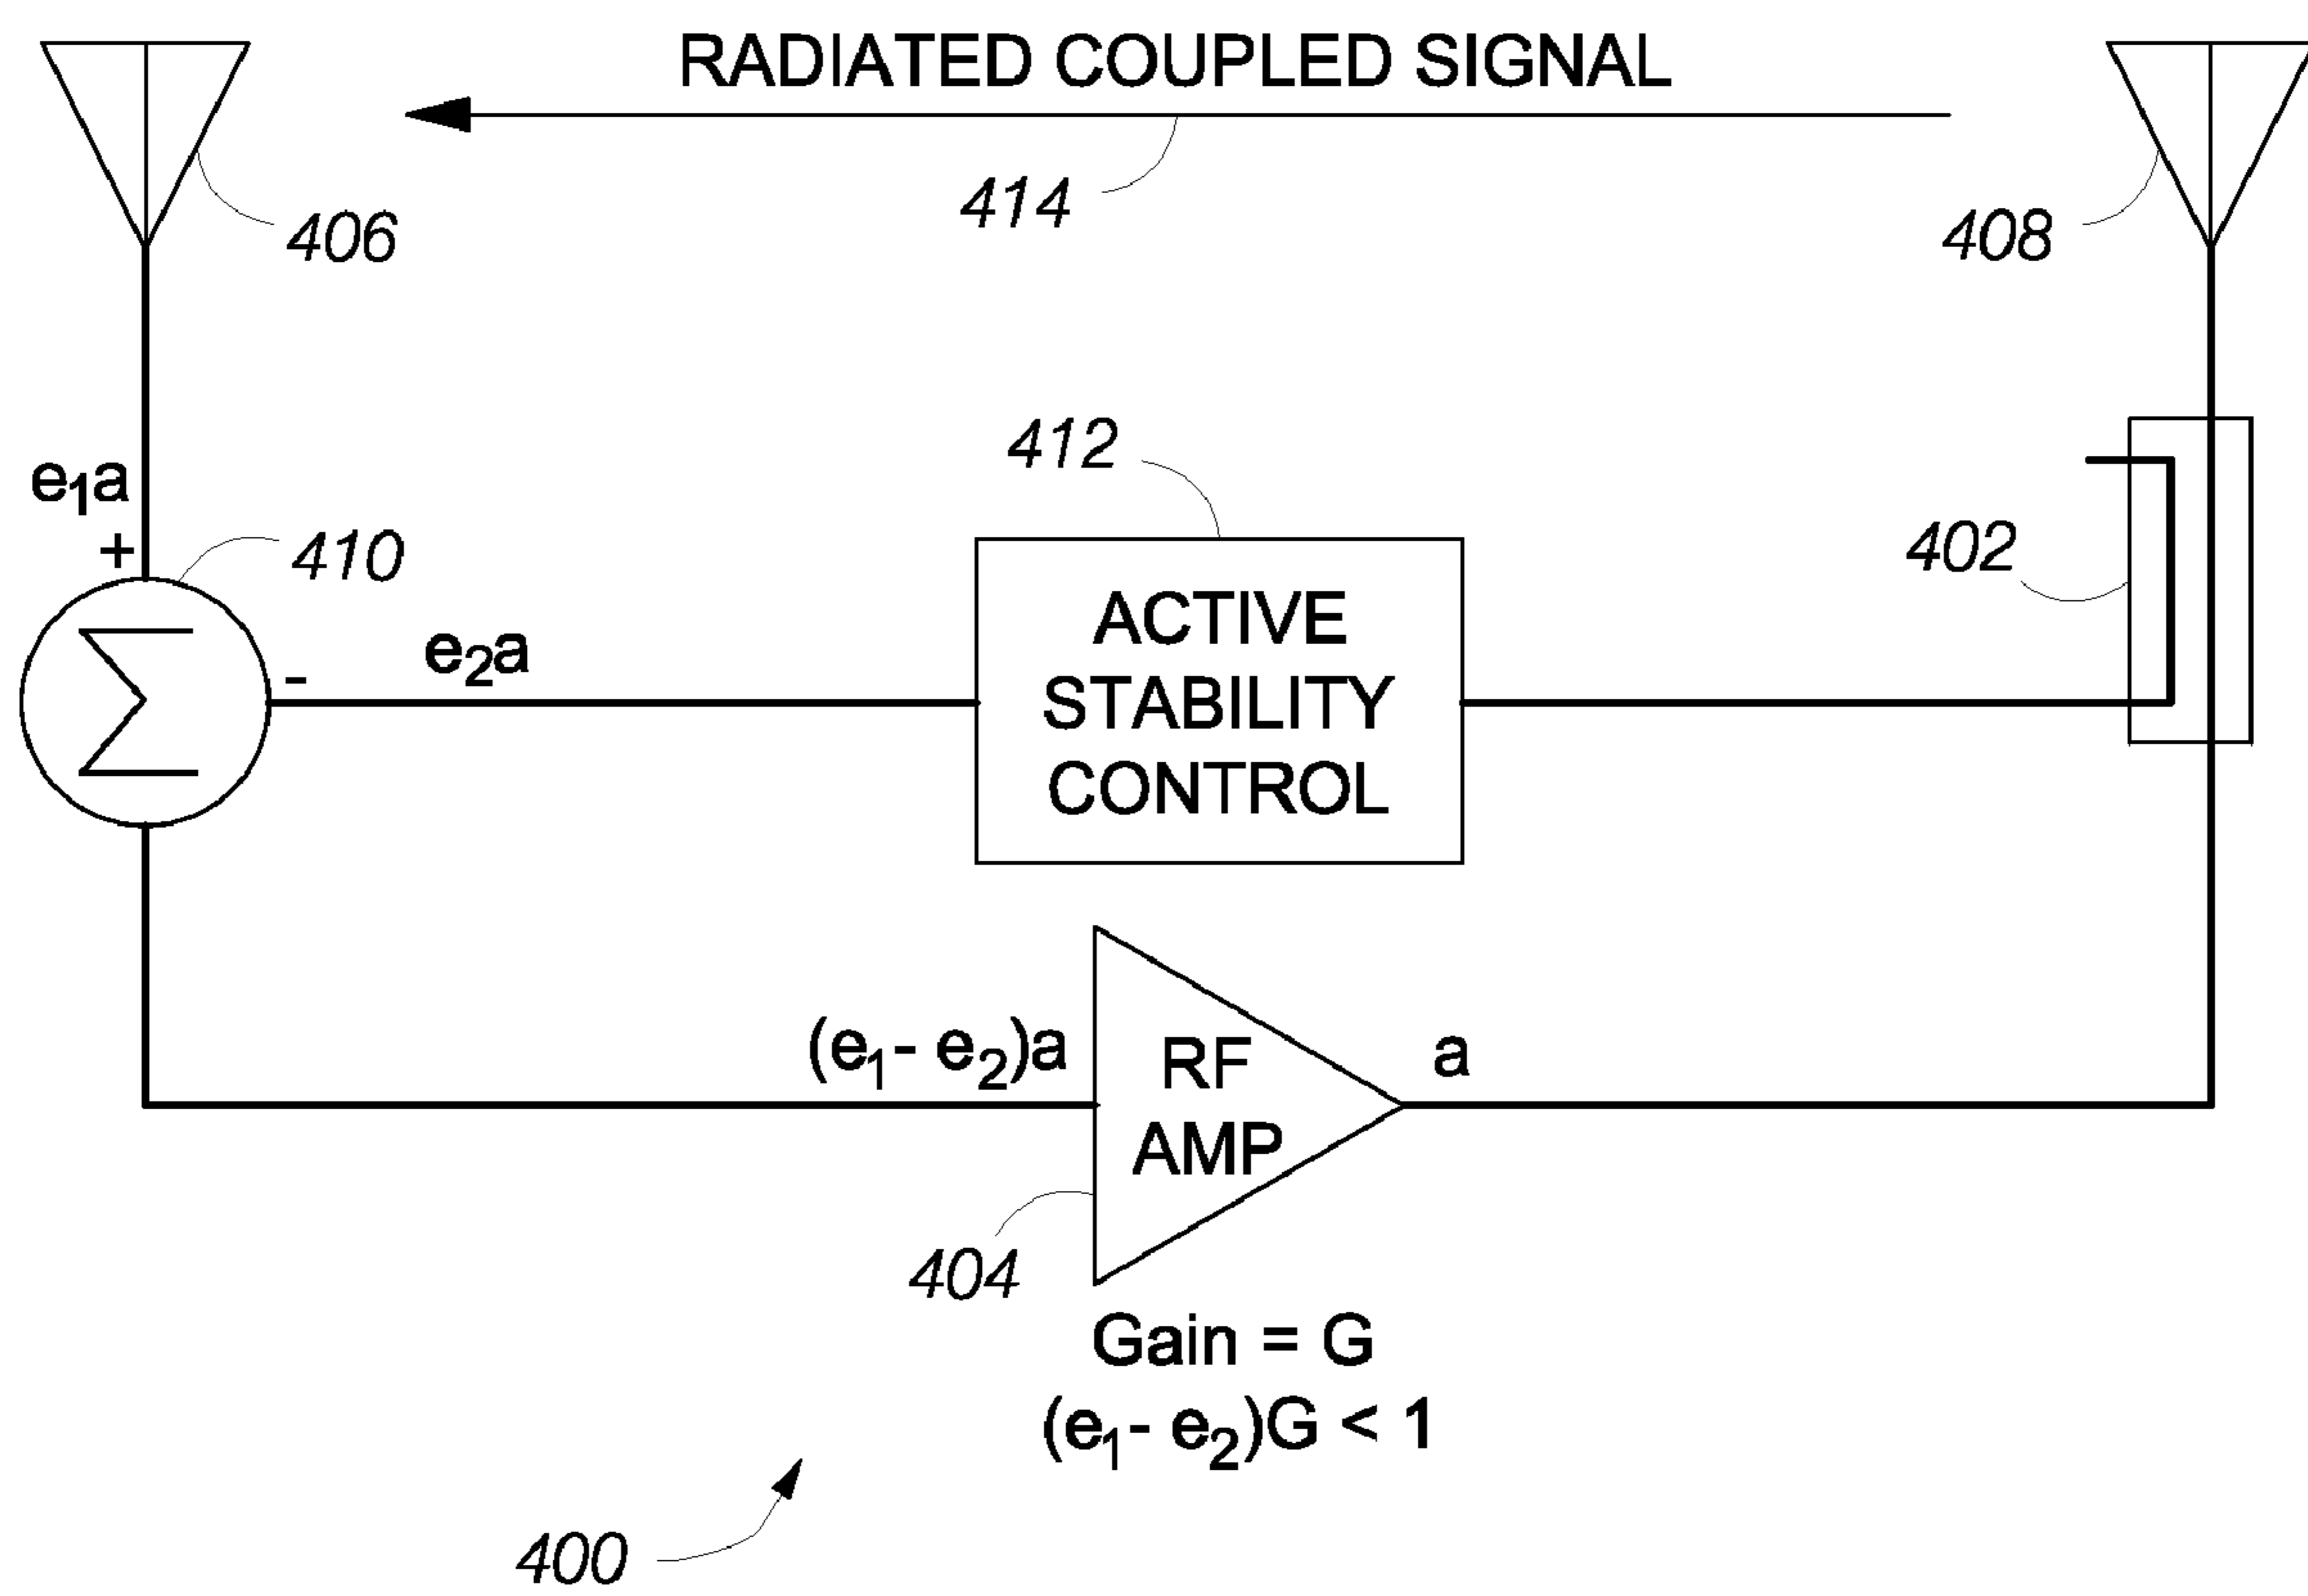 RADIATED COUPLED SIGNAL
414
406
408
412
e₁a
+
410
402
ACTIVE
STABILITY
CONTROL
-
e₂a
Σ
(e₁- e₂)a
RF
AMP
a
404
Gain = G
(e₁- e₂)G < 1
400